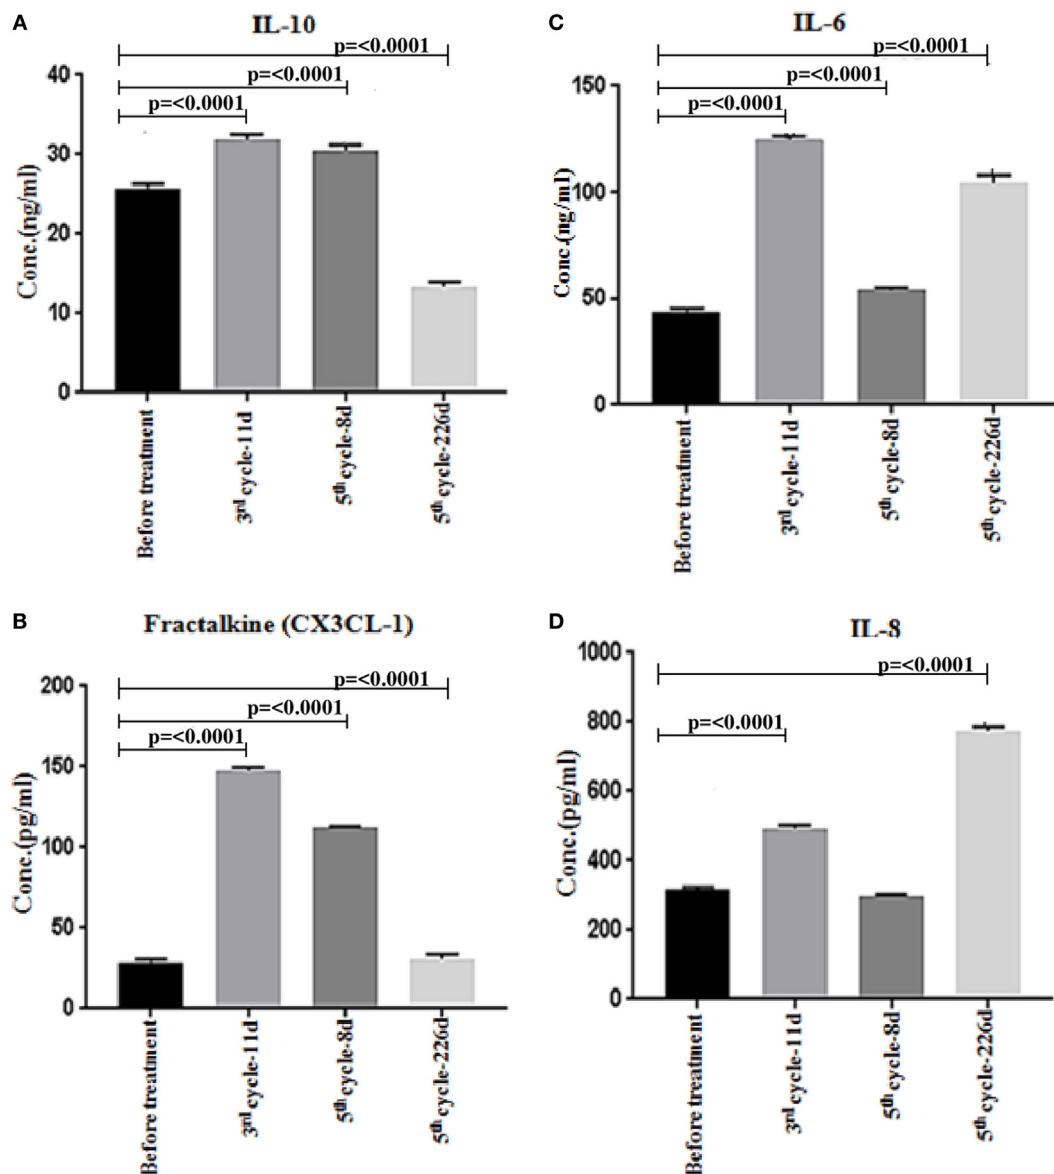 A
IL-10
p=<0.0001
p=<0.0001
p=<0.0001
40
30
20
10
0
Conc.(ng/ml)
Before treatment
3rd cycle-11d
5th cycle-8d
5th cycle-226d
C
IL-6
p=<0.0001
p=<0.0001
p=<0.0001
150
100
50
0
Conc.(ng/ml)
Before treatment
3rd cycle-11d
5th cycle-8d
5th cycle-226d
B
Fractalkine (CX3CL-1)
p=<0.0001
p=<0.0001
p=<0.0001
200
150
100
50
0
Conc.(pg/ml)
Before treatment
3rd cycle-11d
5th cycle-8d
5th cycle-226d
D
IL-8
p=<0.0001
p=<0.0001
1000
800
600
400
200
0
Conc.(pg/ml)
Before treatment
3rd cycle-11d
5th cycle-8d
5th cycle-226d